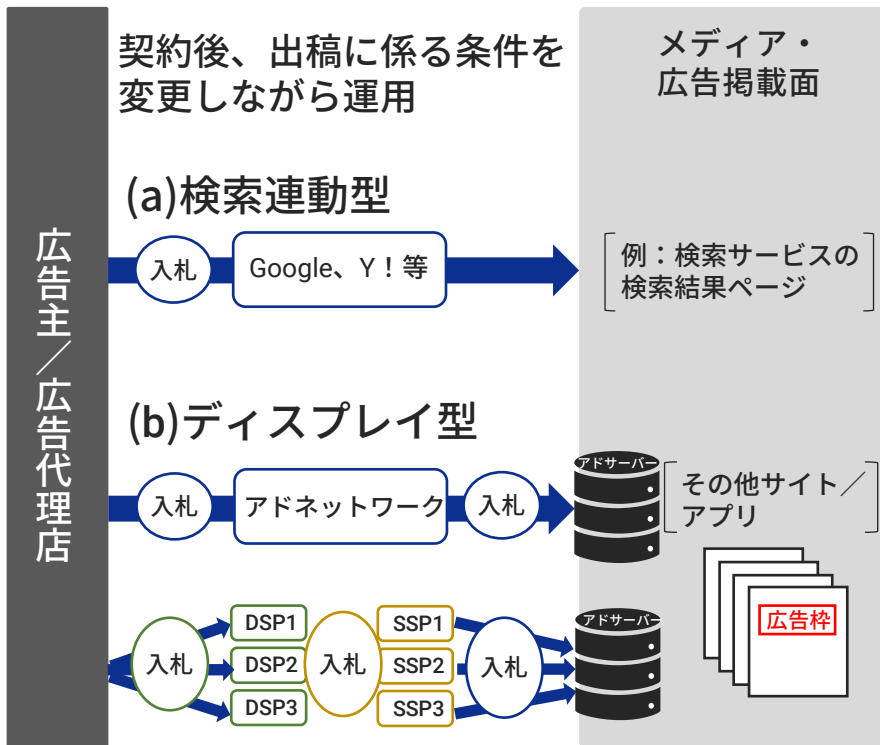 契約後、出稿に係る条件を
変更しながら運用
メディア・
広告掲載面
広告主／広告代理店
(a)検索連動型
入札
Google、Y！等
例：検索サービスの
検索結果ページ
(b)ディスプレイ型
入札
アドネットワーク
入札
アドサーバー
その他サイト／
アプリ
広告枠
入札
DSP1
DSP2
DSP3
入札
SSP1
SSP2
SSP3
入札
アドサーバー